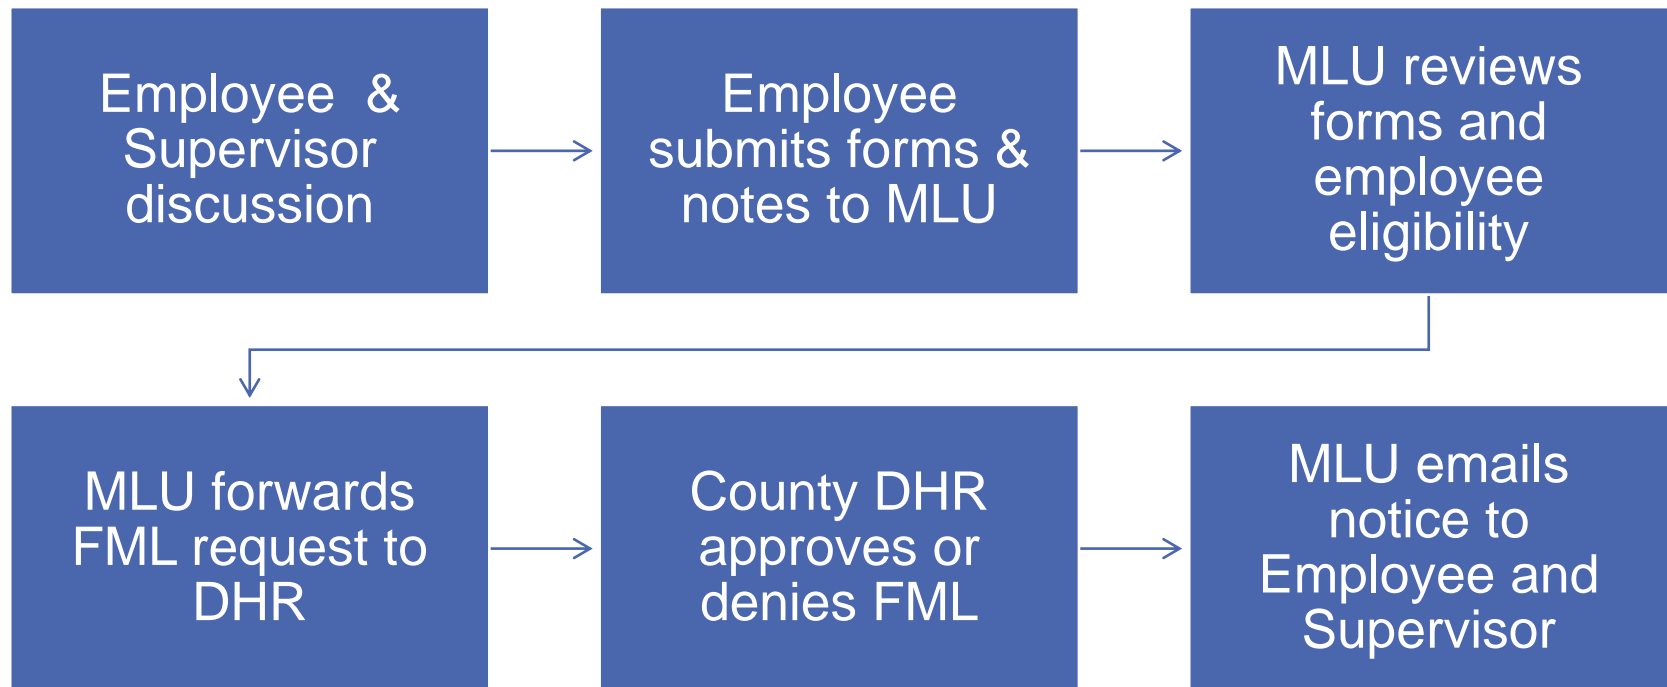 Employee &
Supervisor
discussion
Employee
submits forms &
notes to MLU
MLU reviews
forms and
employee
eligibility
MLU forwards
FML request to
DHR
County DHR
approves or
denies FML
MLU emails
notice to
Employee and
Supervisor